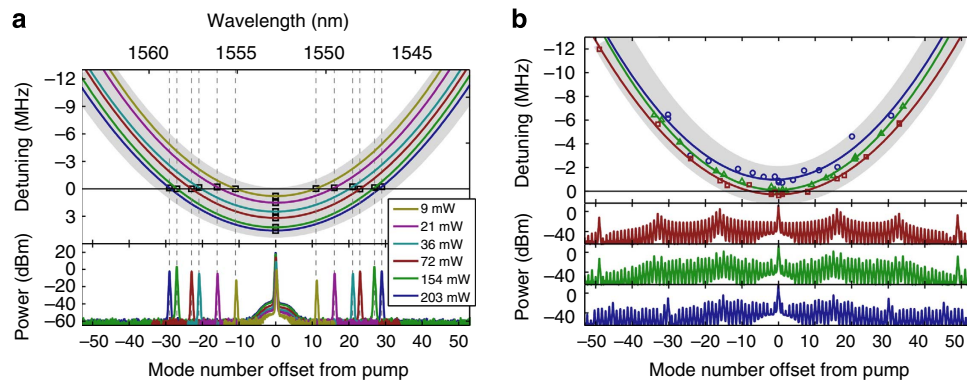 a
Wavelength (nm)
1560 1555 1550 1545
Detuning (MHz)
−12
−9
−6
−3
0
3
9 mW
21 mW
36 mW
72 mW
154 mW
203 mW
Power (dBm)
20
0
−20
−40
−60
−50 −40 −30 −20 −10 0 10 20 30 40 50
Mode number offset from pump
b
Detuning (MHz)
−12
−10
−8
−6
−4
−2
0
Power (dBm)
0
−40
Power (dBm)
0
−40
Power (dBm)
0
−40
−50 −40 −30 −20 −10 0 10 20 30 40 50
Mode number offset from pump